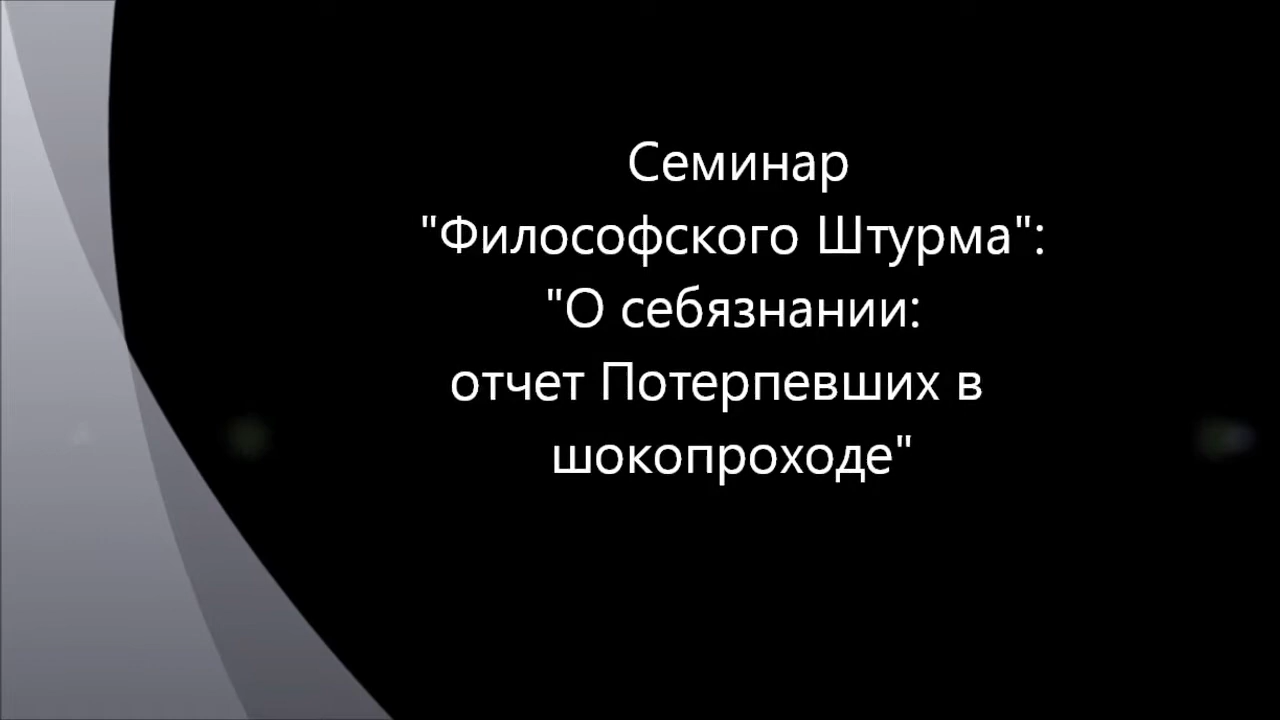 Семинар
"Философского Штурма":
"О себязнании:
отчет Потерпевших в
шокопроходе"